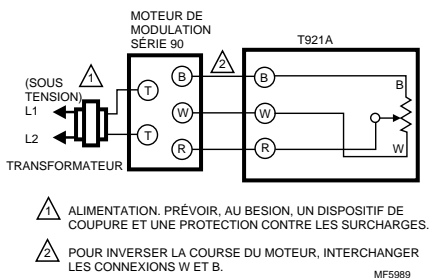 MOTEUR DE
MODULATION
SÉRIE 90
T921A
(SOUS
TENSION)
L1
L2
TRANSFORMATEUR
1
2
T
T
B
W
R
B
W
R
B
W
1 ALIMENTATION. PRÉVOIR, AU BESION, UN DISPOSITIF DE
COUPURE ET UNE PROTECTION CONTRE LES SURCHARGES.
2 POUR INVERSER LA COURSE DU MOTEUR, INTERCHANGER
LES CONNEXIONS W ET B.
MF5989